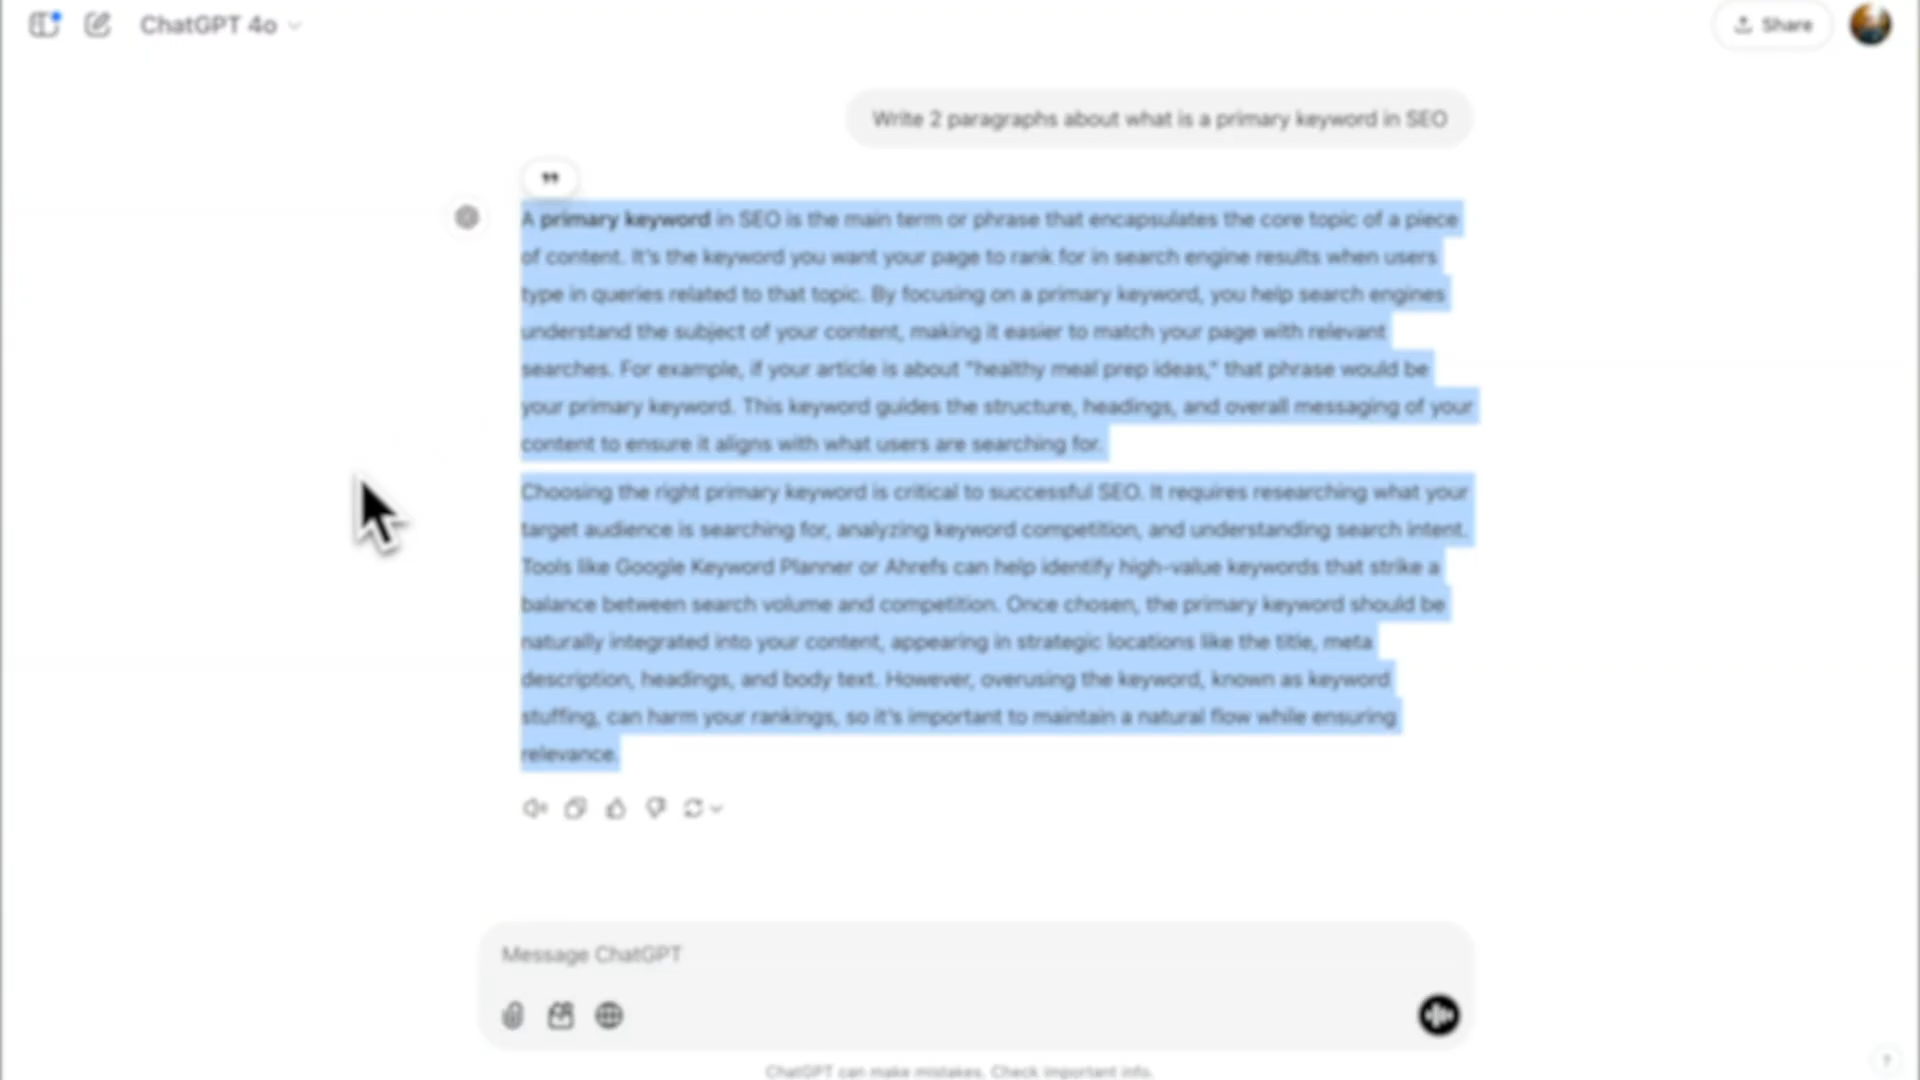 ChatGPT 4o
Share
Write 2 paragraphs about what is a primary keyword in SEO
A primary keyword in SEO is the main term or phrase that encapsulates the core topic of a piece
of content. It's the keyword you want your page to rank for in search engine results when users
type in queries related to that topic. By focusing on a primary keyword, you help search engines
understand the subject of your content, making it easier to match your page with relevant
searches. For example, if your article is about "healthy meal prep ideas," that phrase would be
your primary keyword. This keyword guides the structure, headings, and overall messaging of your
content to ensure it aligns with what users are searching for.
Choosing the right primary keyword is critical to successful SEO. It requires researching what your
target audience is searching for, analyzing keyword competition, and understanding search intent.
Tools like Google Keyword Planner or Ahrefs can help identify high-value keywords that strike a
balance between search volume and competition. Once chosen, the primary keyword should be
naturally integrated into your content, appearing in strategic locations like the title, meta
description, headings, and body text. However, overusing the keyword, known as keyword
stuffing, can harm your rankings, so it's important to maintain a natural flow while ensuring
relevance.
Message ChatGPT
ChatGPT can make mistakes. Check important info.
?